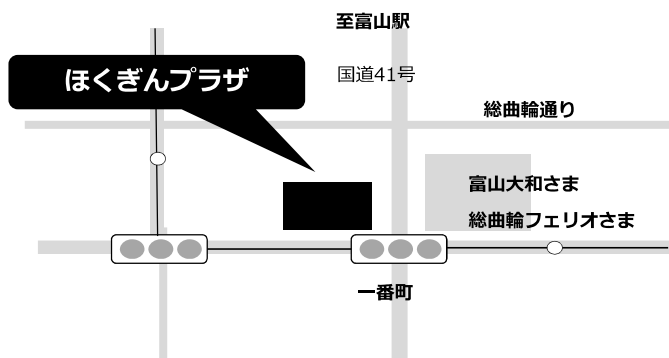 至富山駅
国道41号
ほくぎんプラザ
総曲輪通り
富山大和さま
総曲輪フェリオさま
一番町